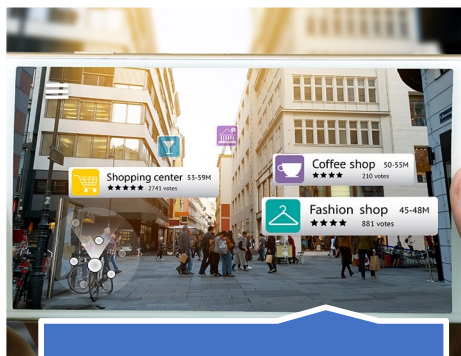 Coffee shop 50-55M
★★★★ 210 votes
Shopping center 53-59M
★★★★★ 2741 votes
Fashion shop 45-48M
★★★★ 881 votes